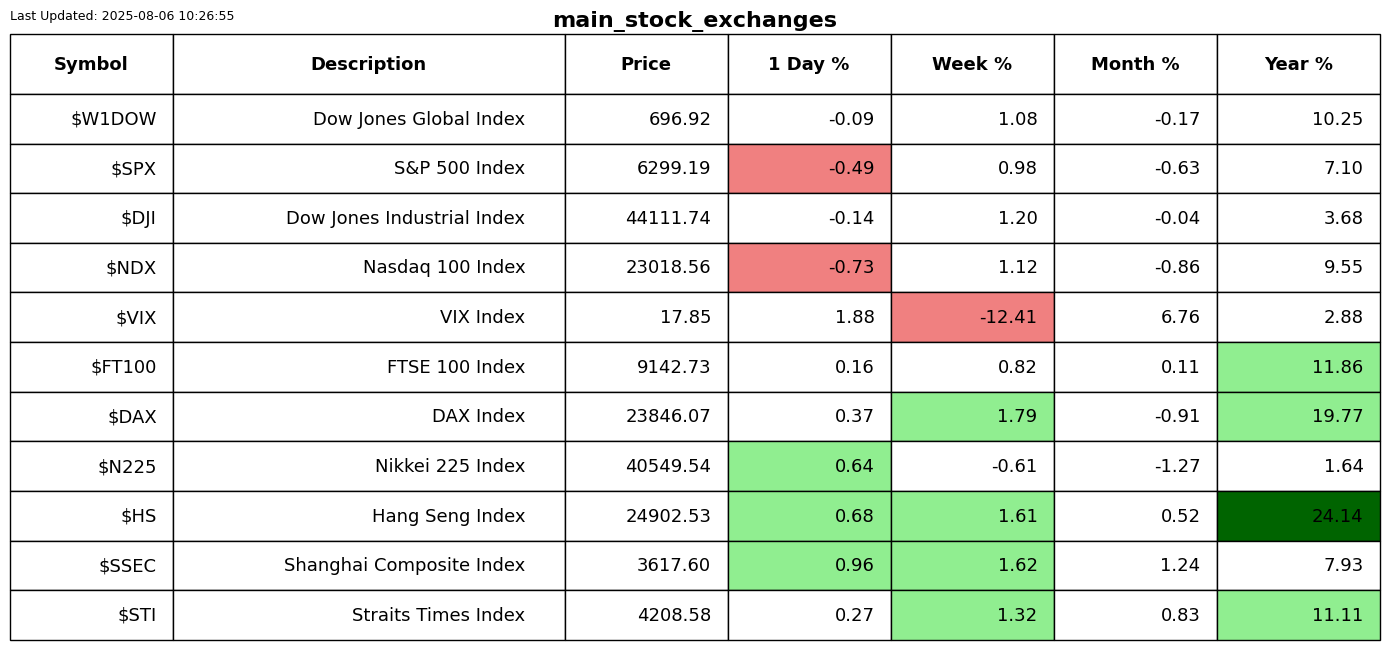 Last Updated: 2025-08-06 10:26:55
main_stock_exchanges
Symbol Description Price 1 Day % Week % Month % Year %
$W1DOW Dow Jones Global Index 696.92 -0.09 1.08 -0.17 10.25
$SPX S&P 500 Index 6299.19 -0.49 0.98 -0.63 7.10
$DJI Dow Jones Industrial Index 44111.74 -0.14 1.20 -0.04 3.68
$NDX Nasdaq 100 Index 23018.56 -0.73 1.12 -0.86 9.55
$VIX VIX Index 17.85 1.88 -12.41 6.76 2.88
$FT100 FTSE 100 Index 9142.73 0.16 0.82 0.11 11.86
$DAX DAX Index 23846.07 0.37 1.79 -0.91 19.77
$N225 Nikkei 225 Index 40549.54 0.64 -0.61 -1.27 1.64
$HS Hang Seng Index 24902.53 0.68 1.61 0.52 24.14
$SSEC Shanghai Composite Index 3617.60 0.96 1.62 1.24 7.93
$STI Straits Times Index 4208.58 0.27 1.32 0.83 11.11